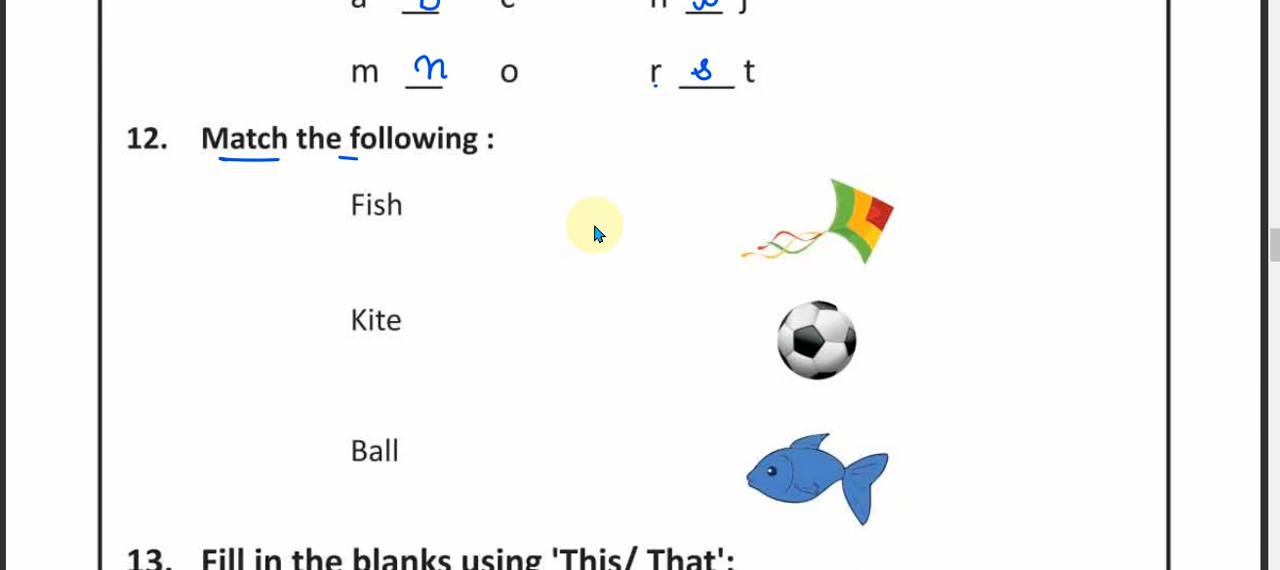 m n o r s t
12. Match the following :
Fish
Kite
Ball
13. Fill in the blanks using 'This/ That':